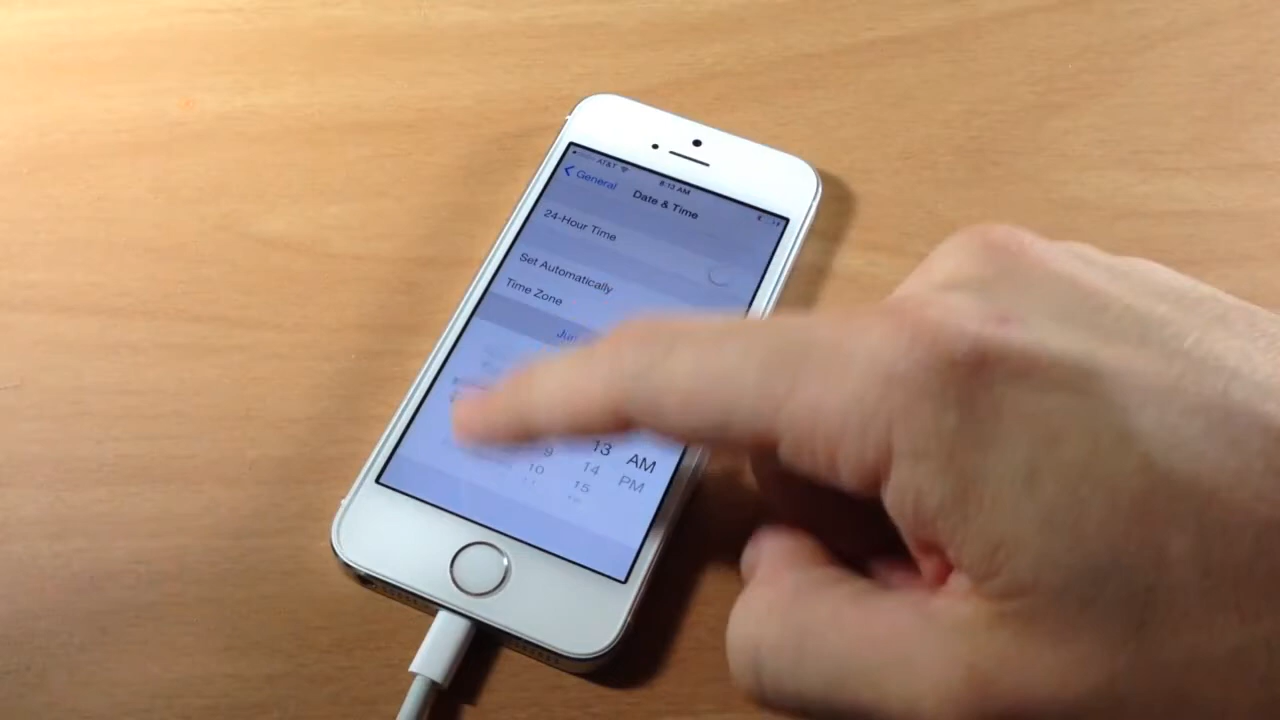 AT&T
8:13 AM
General
Date & Time
24-Hour Time
Set Automatically
Time Zone
Jun
13 AM
9 14 PM
10 15